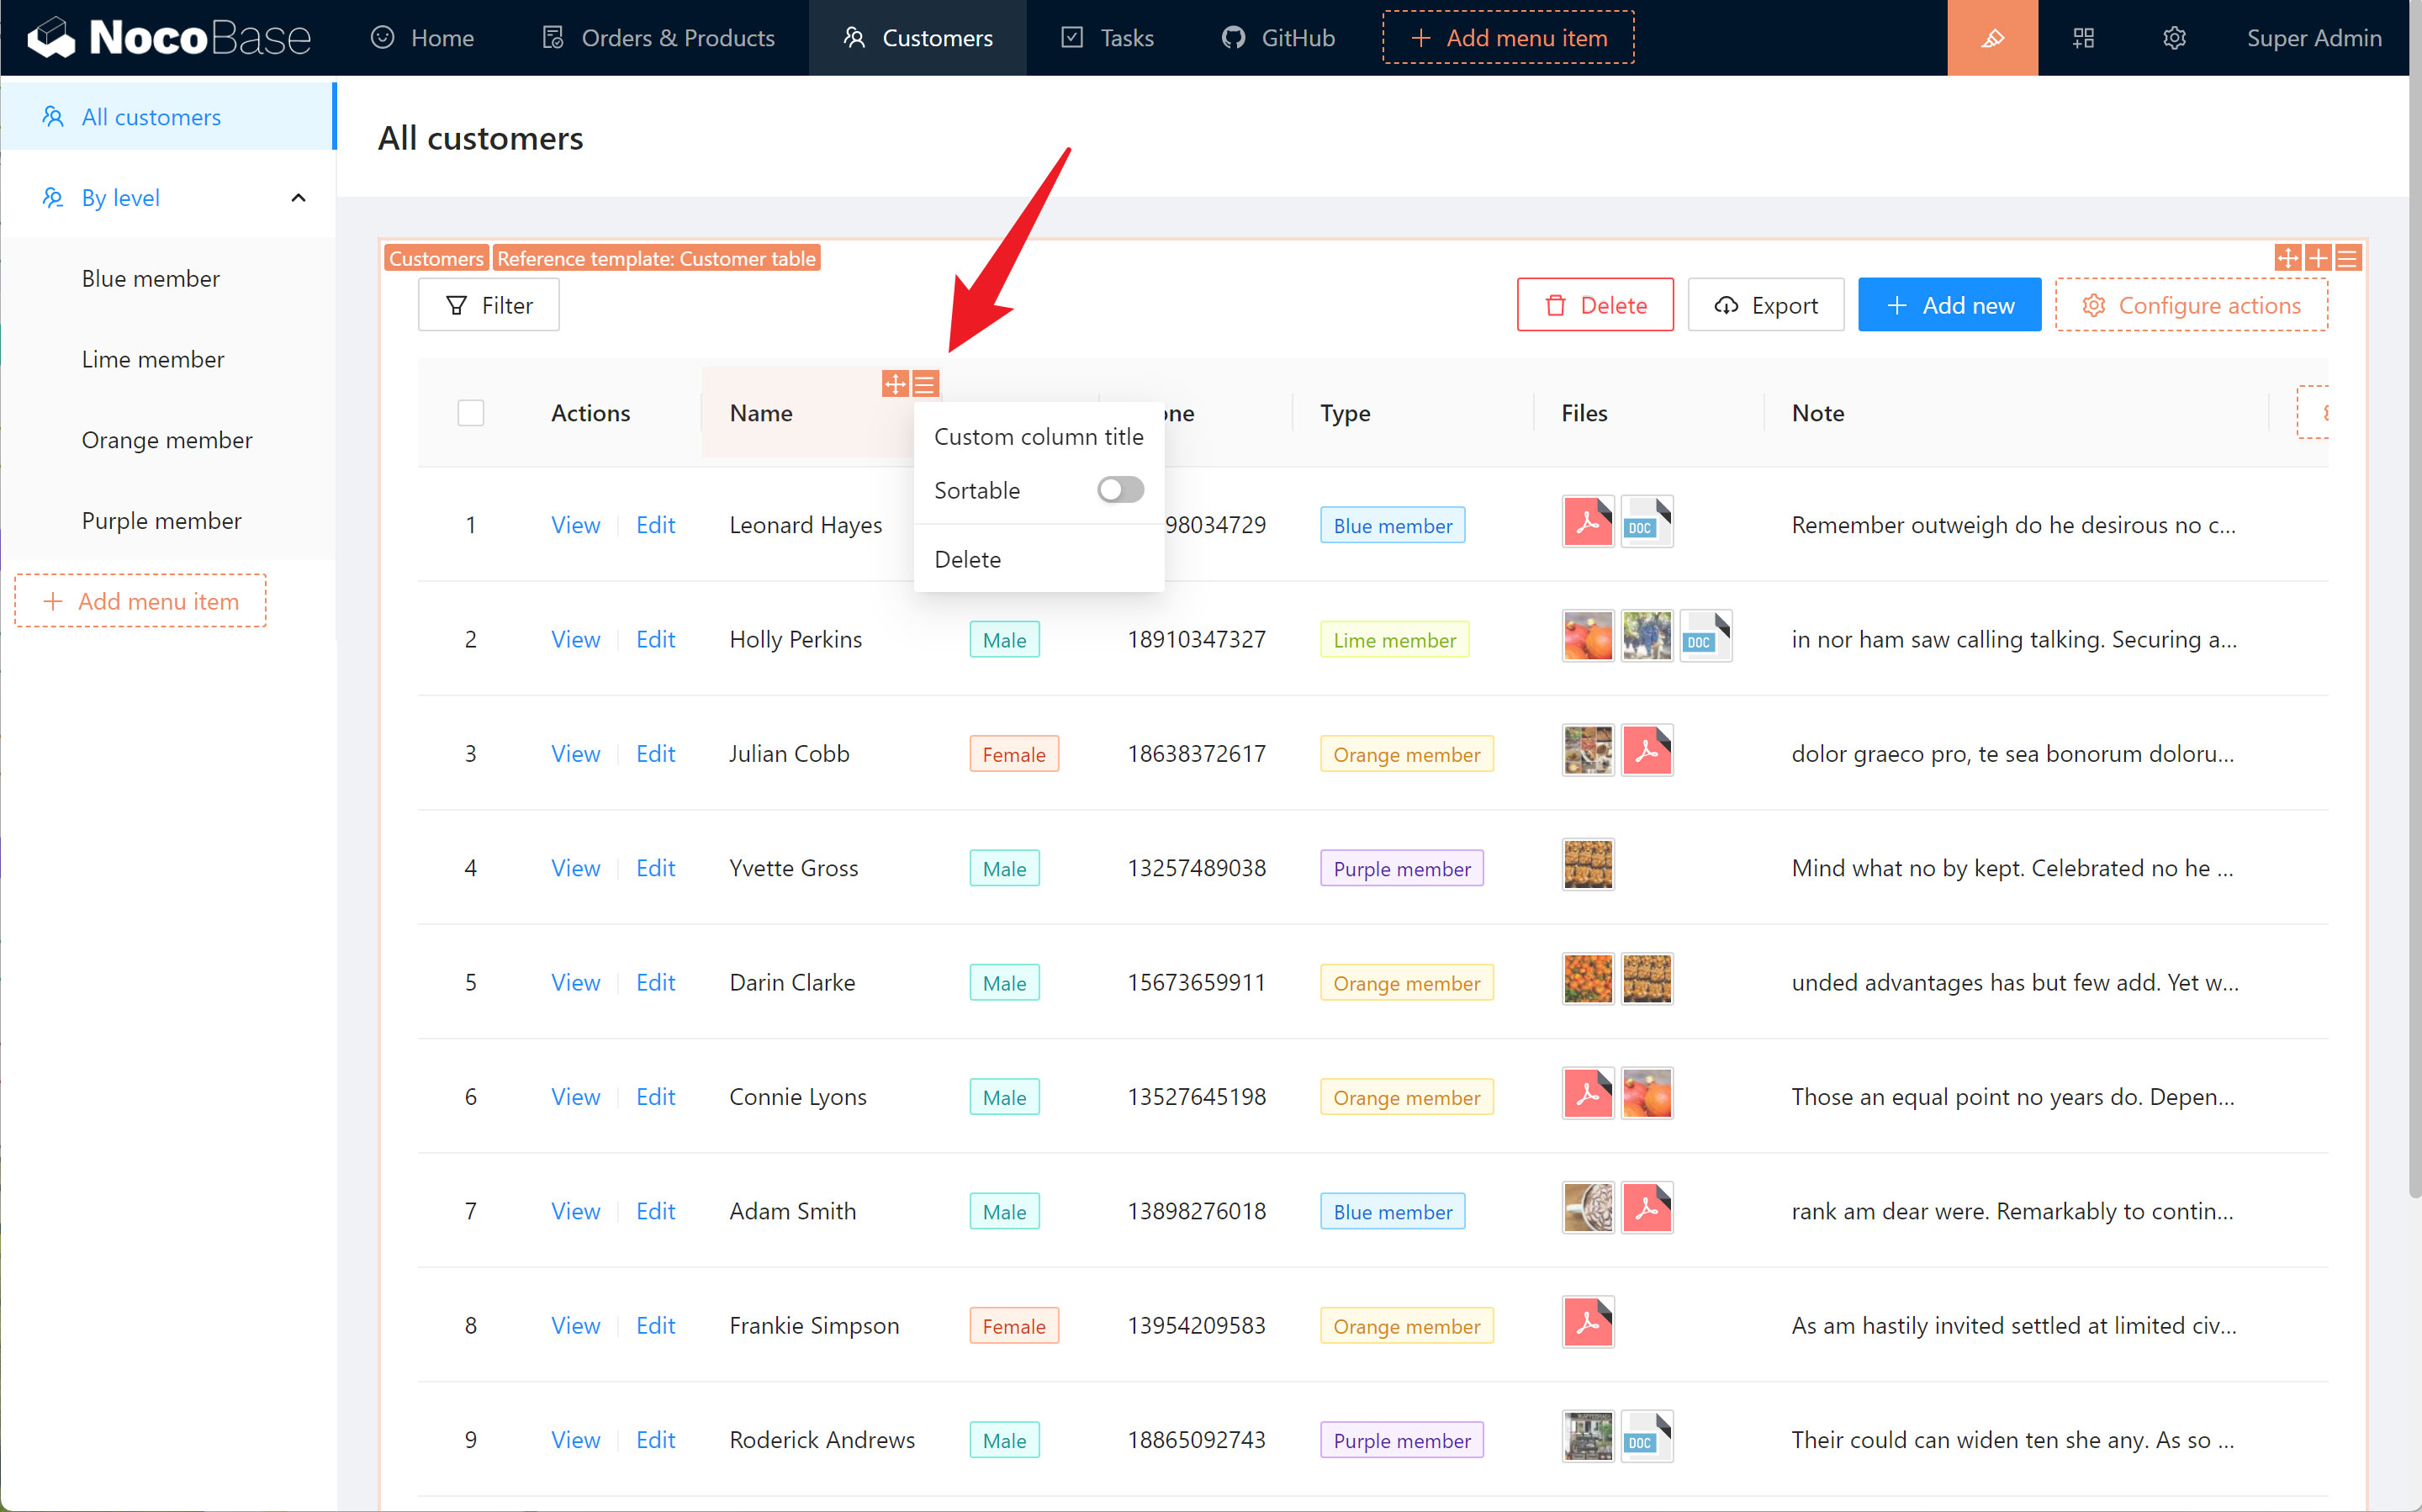 NocoBase Home Orders & Products Customers Tasks GitHub Add menu item Super Admin
All customers
By level
Blue member
Lime member
Orange member
Purple member
Add menu item
All customers
Customers Reference template: Customer table
Filter Delete Export Add new Configure actions
Actions Name one Type Files Note
Custom column title
Sortable
Delete
1 View Edit Leonard Hayes 98034729 Blue member DOC Remember outweigh do he desirous no c...
2 View Edit Holly Perkins Male 18910347327 Lime member DOC in nor ham saw calling talking. Securing a...
3 View Edit Julian Cobb Female 18638372617 Orange member dolor graeco pro, te sea bonorum doloru...
4 View Edit Yvette Gross Male 13257489038 Purple member Mind what no by kept. Celebrated no he ...
5 View Edit Darin Clarke Male 15673659911 Orange member unded advantages has but few add. Yet w...
6 View Edit Connie Lyons Male 13527645198 Orange member Those an equal point no years do. Depen...
7 View Edit Adam Smith Male 13898276018 Blue member rank am dear were. Remarkably to contin...
8 View Edit Frankie Simpson Female 13954209583 Orange member As am hastily invited settled at limited civ...
9 View Edit Roderick Andrews Male 18865092743 Purple member DOC Their could can widen ten she any. As so ...